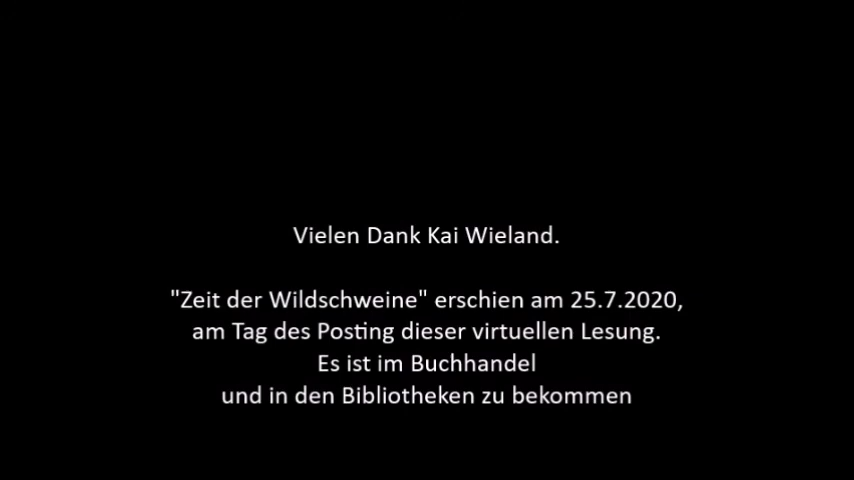 Vielen Dank Kai Wieland.
"Zeit der Wildschweine" erschien am 25.7.2020,
am Tag des Posting dieser virtuellen Lesung.
Es ist im Buchhandel
und in den Bibliotheken zu bekommen